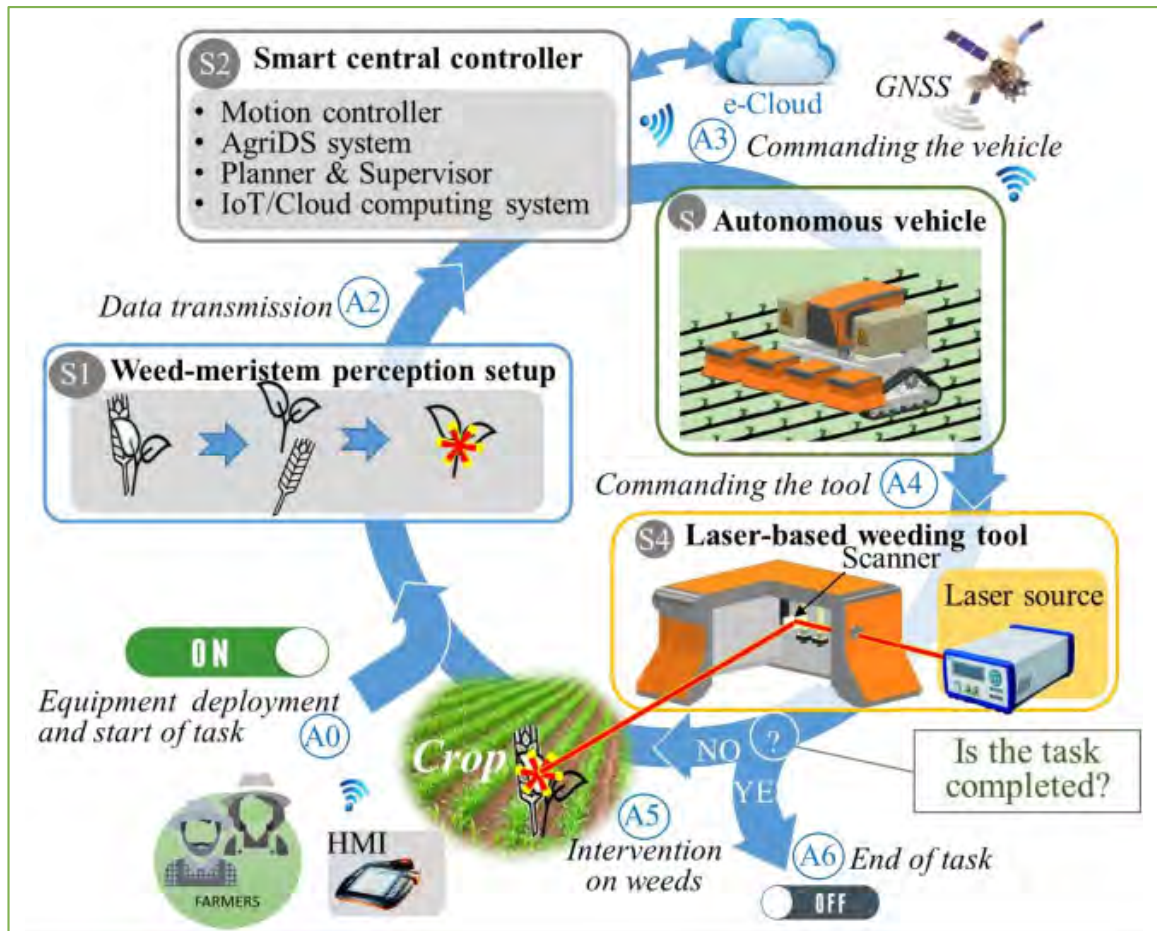 S2 Smart central controller
• Motion controller
• AgriDS system
• Planner & Supervisor
• IoT/Cloud computing system
e-Cloud
GNSS
A3 Commanding the vehicle
S Autonomous vehicle
Data transmission A2
S1 Weed-meristem perception setup
Commanding the tool A4
S4 Laser-based weeding tool
Scanner
Laser source
ON
Equipment deployment
and start of task A0
Crop
NO ?
YES
Is the task
completed?
A5
Intervention
on weeds
A6 End of task
OFF
HMI
FARMERS